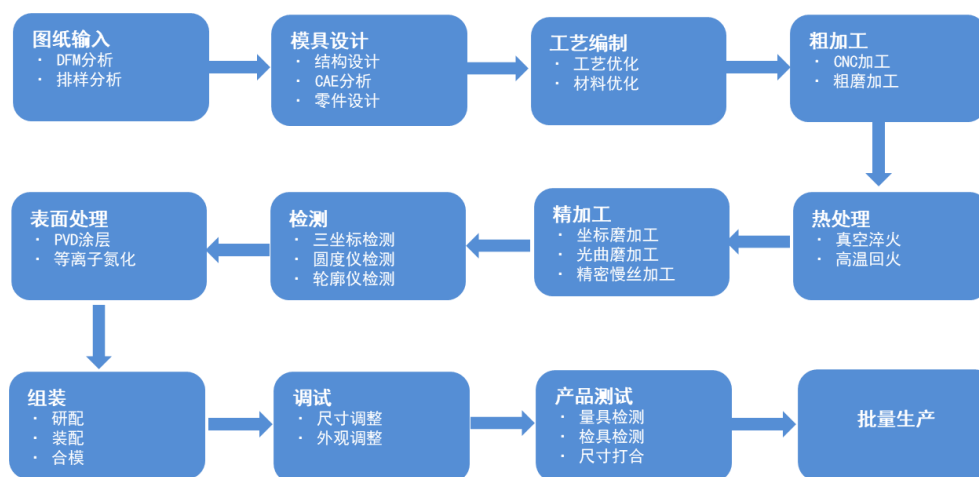 图纸输入
· DFM分析
· 排样分析
模具设计
· 结构设计
· CAE分析
· 零件设计
工艺编制
· 工艺优化
· 材料优化
粗加工
· CNC加工
· 粗磨加工
热处理
· 真空淬火
· 高温回火
精加工
· 坐标磨加工
· 光曲磨加工
· 精密慢丝加工
检测
· 三坐标检测
· 圆度仪检测
· 轮廓仪检测
表面处理
· PVD涂层
· 等离子氮化
组装
· 研配
· 装配
· 合模
调试
· 尺寸调整
· 外观调整
产品测试
· 量具检测
· 检具检测
· 尺寸打合
批量生产